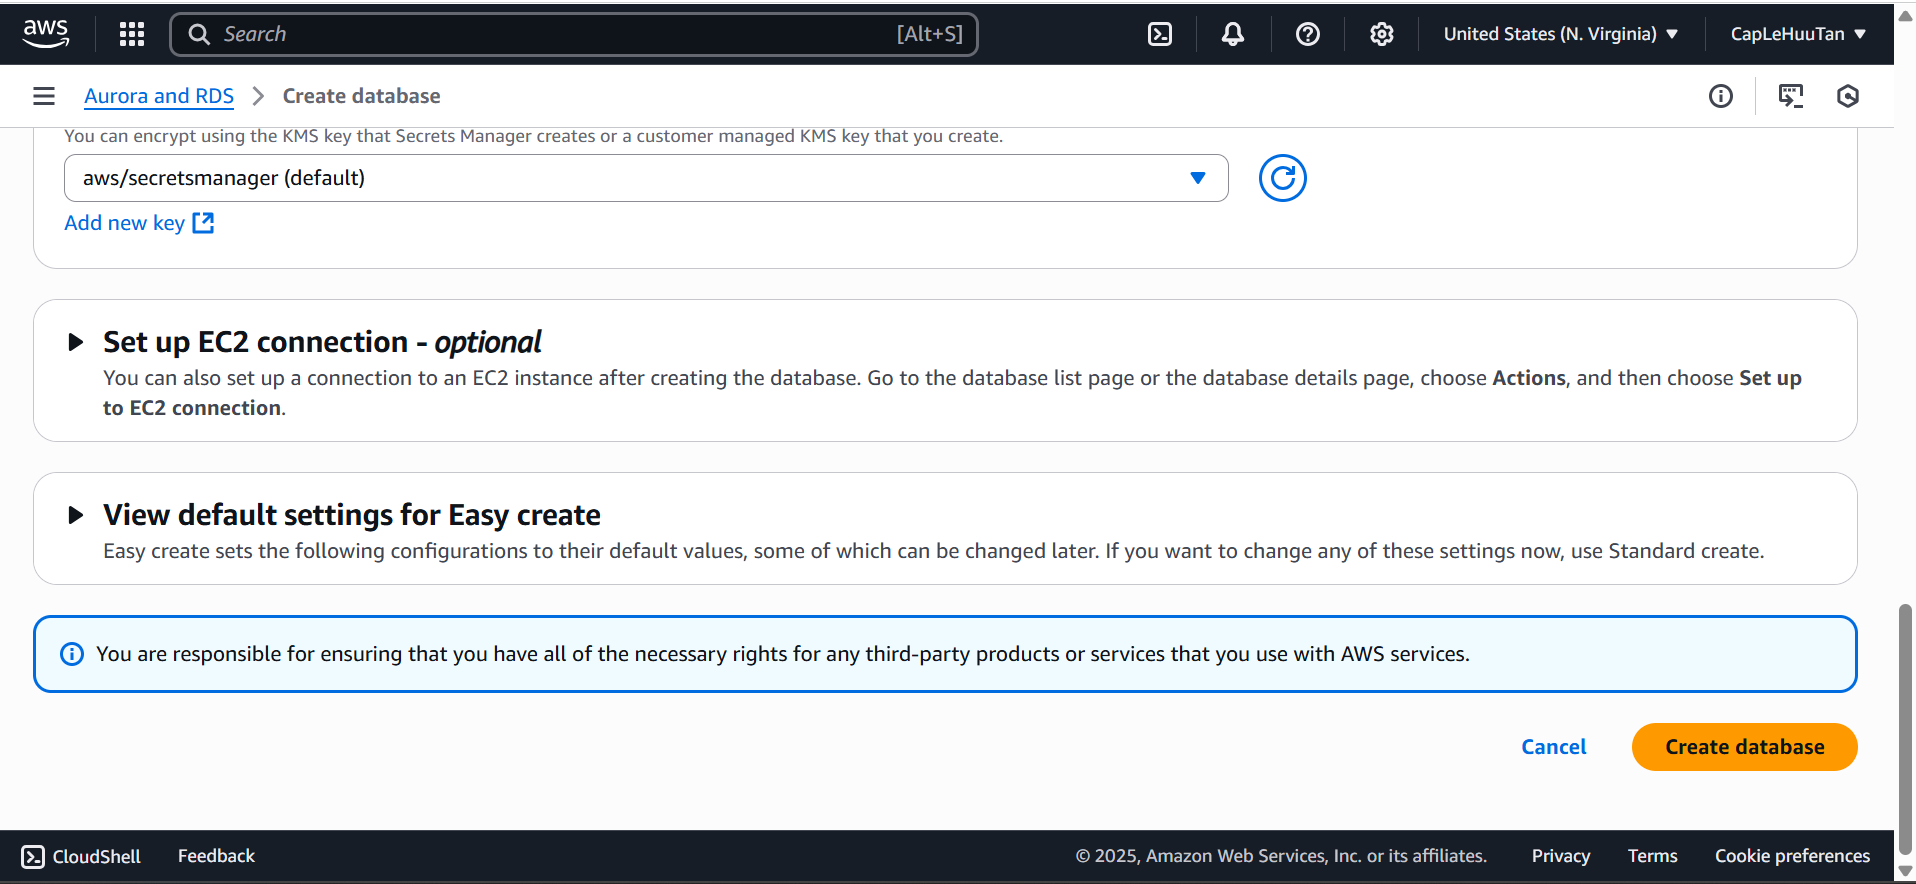 aws
Search
[Alt+S]
United States (N. Virginia)
CapLeHuuTan
Aurora and RDS
Create database
You can encrypt using the KMS key that Secrets Manager creates or a customer managed KMS key that you create.
aws/secretsmanager (default)
Add new key
Set up EC2 connection - optional
You can also set up a connection to an EC2 instance after creating the database. Go to the database list page or the database details page, choose Actions, and then choose Set up
to EC2 connection.
View default settings for Easy create
Easy create sets the following configurations to their default values, some of which can be changed later. If you want to change any of these settings now, use Standard create.
You are responsible for ensuring that you have all of the necessary rights for any third-party products or services that you use with AWS services.
Cancel
Create database
CloudShell
Feedback
© 2025, Amazon Web Services, Inc. or its affiliates.
Privacy
Terms
Cookie preferences